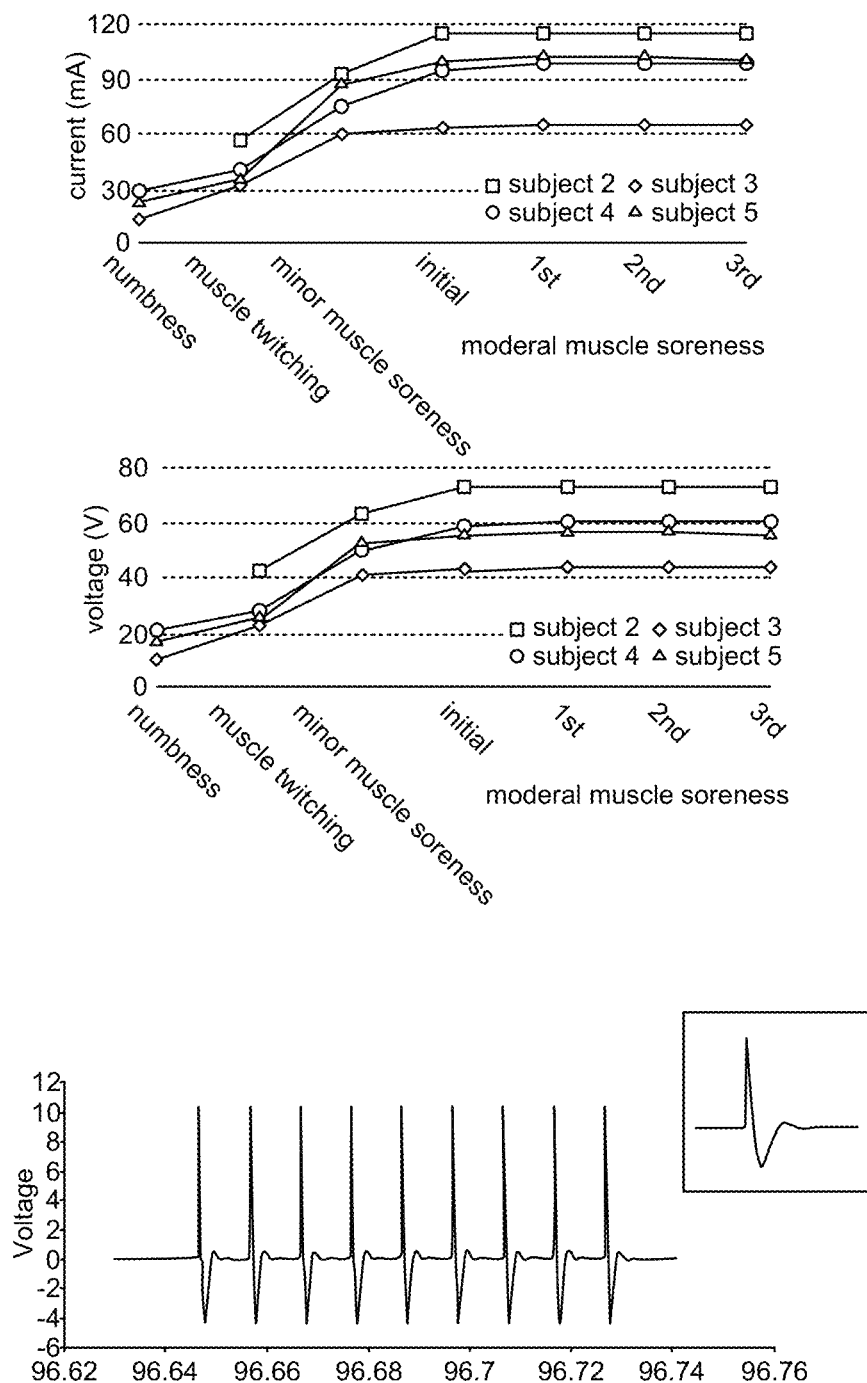 current (mA)
120
90
60
30
0
subject 2 subject 3
subject 4 subject 5
numbness
muscle twitching
minor muscle soreness
initial
1st
2nd
3rd
moderal muscle soreness
voltage (V)
80
60
40
20
0
subject 2 subject 3
subject 4 subject 5
numbness
muscle twitching
minor muscle soreness
initial
1st
2nd
3rd
moderal muscle soreness
Voltage
12
10
8
6
4
2
0
-2
-4
-6
96.62 96.64 96.66 96.68 96.7 96.72 96.74 96.76